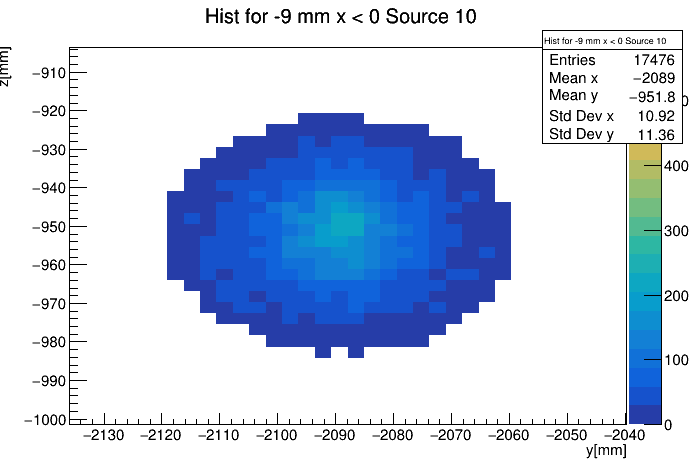 Hist for -9 mm x < 0 Source 10
Hist for -9 mm x < 0 Source 10
Entries 17476
Mean x −2089
Mean y −951.8
Std Dev x 10.92
Std Dev y 11.36
z[mm]
−910
−920
−930
−940
−950
−960
−970
−980
−990
−1000
−2130 −2120 −2110 −2100 −2090 −2080 −2070 −2060 −2050 −2040
y[mm]
400
300
200
100
0